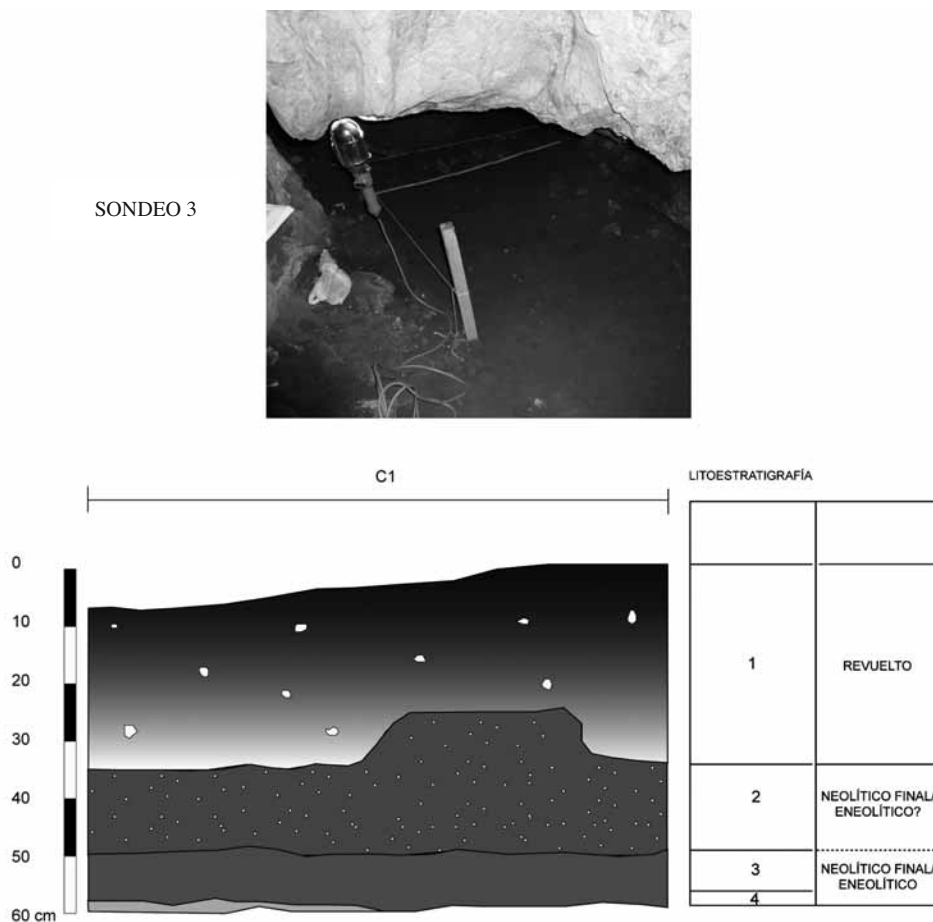 SONDEO 3
C1
LITOESTRATIGRAFÍA
0
10
20
30
40
50
60 cm
1
REVUELTO
2
NEOLÍTICO FINAL/
ENEOLÍTICO?
3
NEOLÍTICO FINAL/
ENEOLÍTICO
4